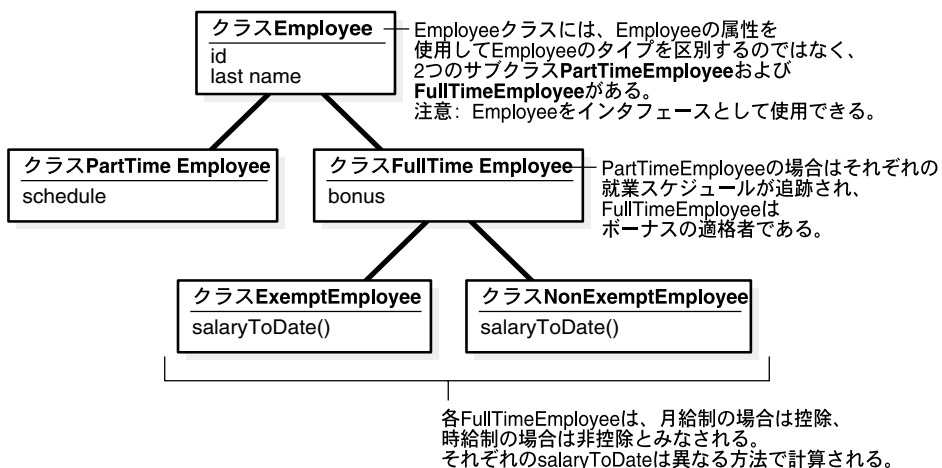 クラスEmployee
id
last name
Employeeクラスには、Employeeの属性を
使用してEmployeeのタイプを区別するのではなく、
2つのサブクラスPartTimeEmployeeおよび
FullTimeEmployeeがある。
注意: Employeeをインタフェースとして使用できる。
クラスPartTime Employee
schedule
クラスFullTime Employee
bonus
PartTimeEmployeeの場合はそれぞれの
就業スケジュールが追跡され、
FullTimeEmployeeは
ボーナスの適格者である。
クラスExemptEmployee
salaryToDate()
クラスNonExemptEmployee
salaryToDate()
各FullTimeEmployeeは、月給制の場合は控除、
時給制の場合は非控除とみなされる。
それぞれのsalaryToDateは異なる方法で計算される。